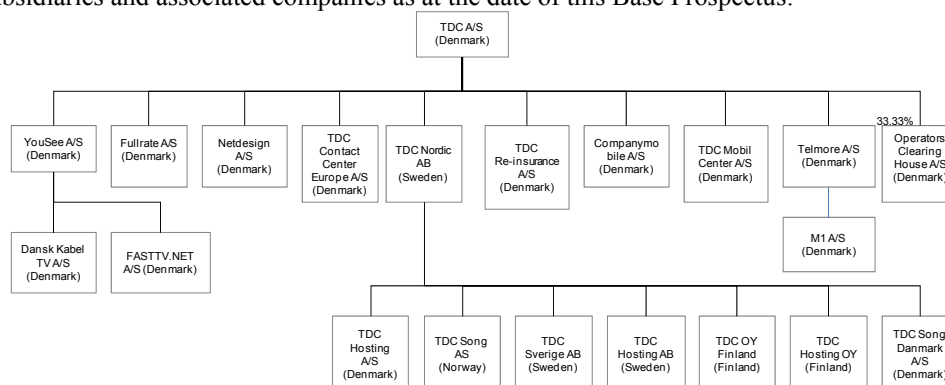 bsidiaries and associated companies as at the date of this Base Prospectus:
TDC A/S
(Denmark)
33.33%
YouSee A/S
(Denmark)
Fullrate A/S
(Denmark)
Netdesign
A/S
(Denmark)
TDC
Contact
Center
Europe A/S
(Denmark)
TDC Nordic
AB
(Sweden)
TDC
Re-insurance
A/S
(Denmark)
Companymo
bile A/S
(Denmark)
TDC Mobil
Center A/S
(Denmark)
Telmore A/S
(Denmark)
Operators
Clearing
House A/S
(Denmark)
Dansk Kabel
TV A/S
(Denmark)
FASTTV.NET
A/S (Denmark)
M1 A/S
(Denmark)
TDC
Hosting
A/S
(Denmark)
TDC Song
AS
(Norway)
TDC
Sverige AB
(Sweden)
TDC
Hosting AB
(Sweden)
TDC OY
Finland
(Finland)
TDC
Hosting OY
(Finland)
TDC Song
Danmark
A/S
(Denmark)